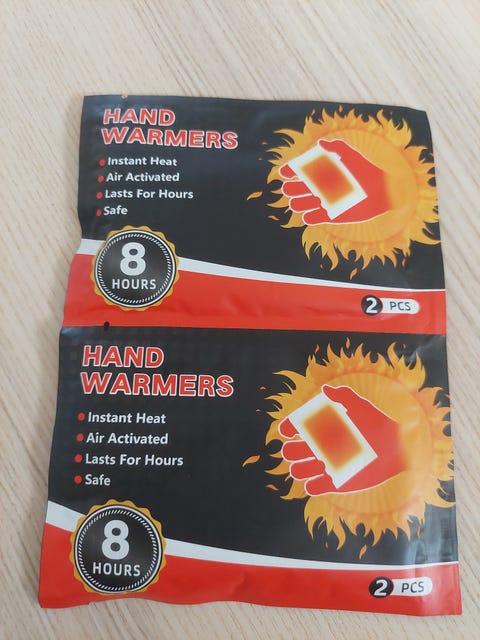 HAND
WARMERS
Instant Heat
Air Activated
Lasts For Hours
Safe
8
HOURS
2 PCS
HAND
WARMERS
Instant Heat
Air Activated
Lasts For Hours
Safe
8
HOURS
2 PCS